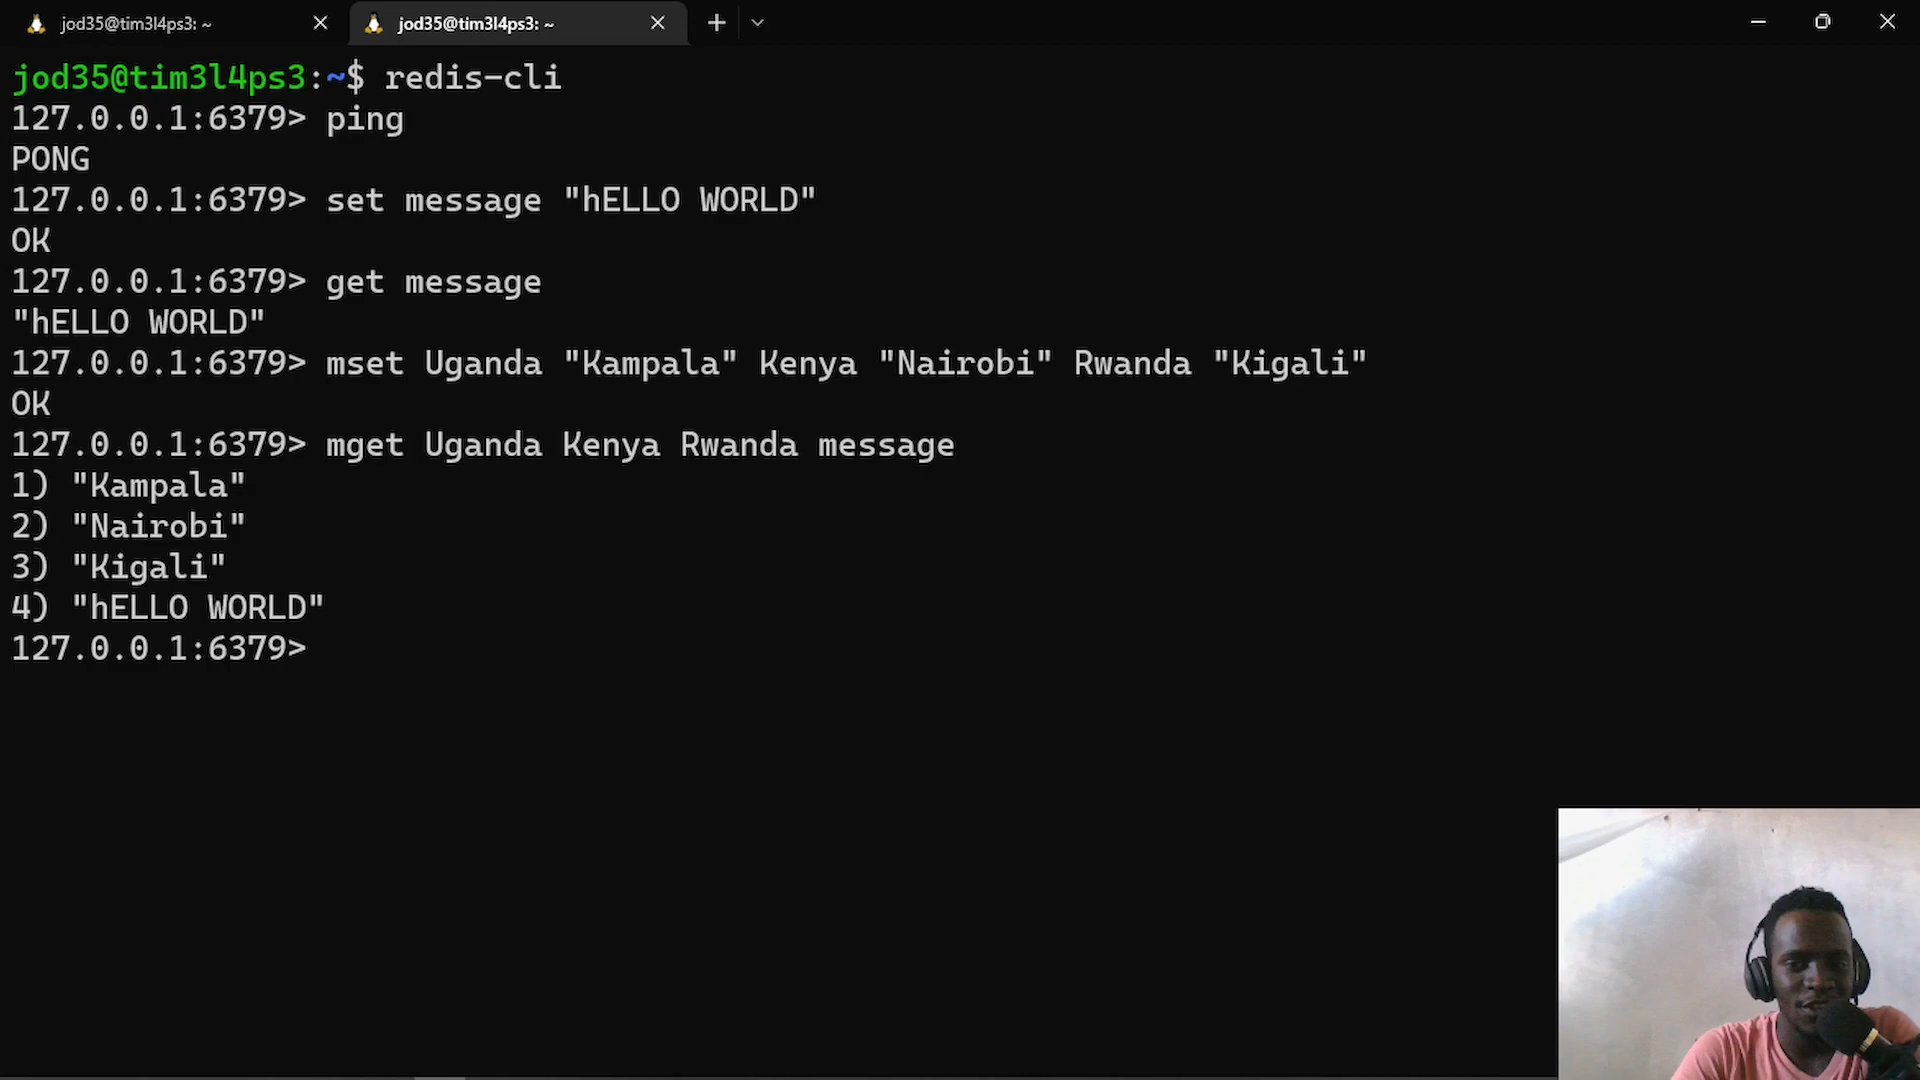 jod35@tim3l4ps3: ~
jod35@tim3l4ps3: ~
jod35@tim3l4ps3:~$ redis-cli
127.0.0.1:6379> ping
PONG
127.0.0.1:6379> set message "hELLO WORLD"
OK
127.0.0.1:6379> get message
"hELLO WORLD"
127.0.0.1:6379> mset Uganda "Kampala" Kenya "Nairobi" Rwanda "Kigali"
OK
127.0.0.1:6379> mget Uganda Kenya Rwanda message
1) "Kampala"
2) "Nairobi"
3) "Kigali"
4) "hELLO WORLD"
127.0.0.1:6379>